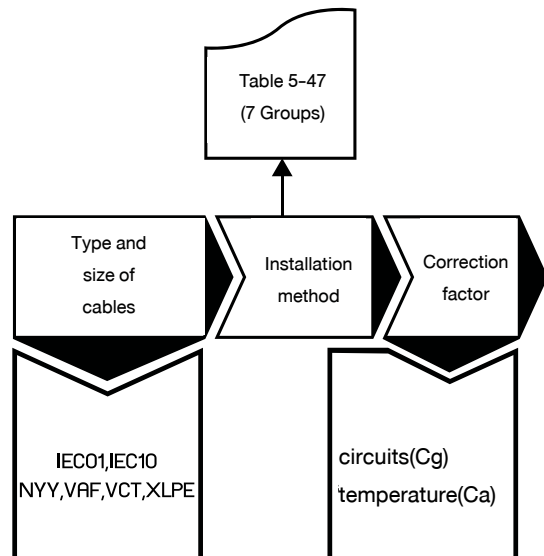 Table 5-47
(7 Groups)
Type and
size of
cables
Installation
method
Correction
factor
IEC01,IEC10
NYY,VAF,VCT,XLPE
circuits(Cg)
temperature(Ca)